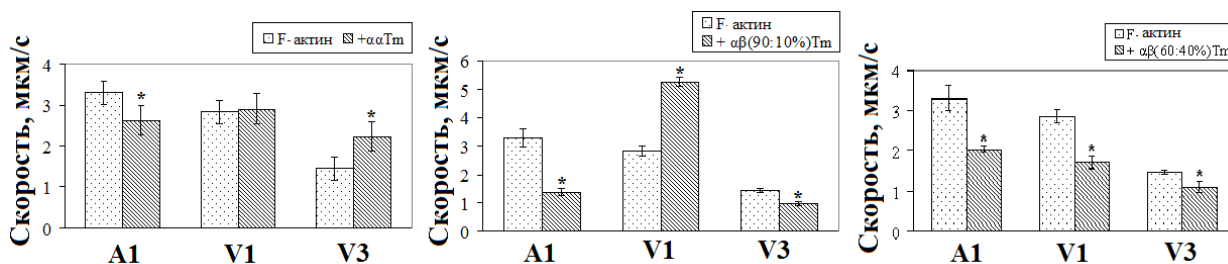 F- актин +ααTm
Скорость, мкм/с
4
3
2
1
0
*
*
A1 V1 V3
F- актин
+ αβ(90:10%)Tm
Скорость, мкм/с
6
5
4
3
2
1
0
*
*
*
A1 V1 V3
F- актин
+ αβ(60:40%)Tm
Скорость, мкм/с
4
3
2
1
0
*
*
*
A1 V1 V3